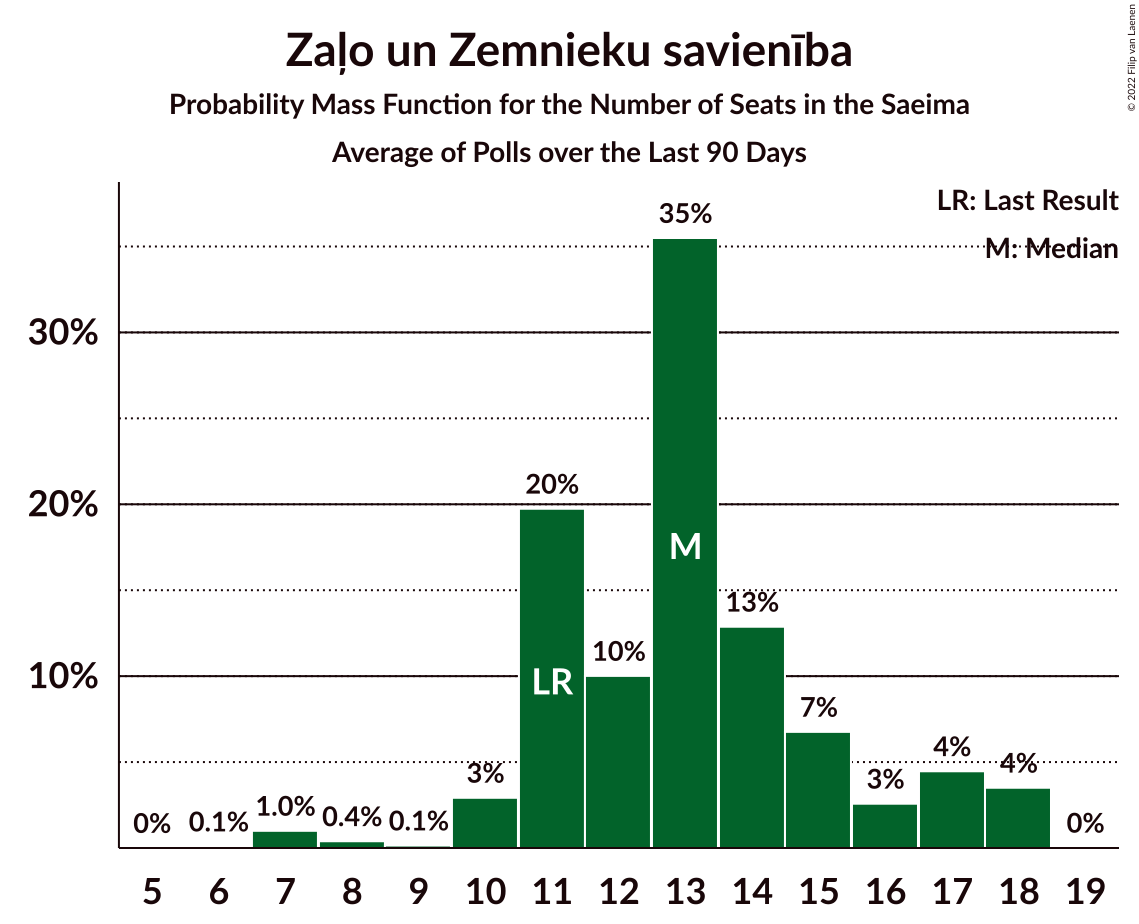 Zaļo un Zemnieku savienība
Probability Mass Function for the Number of Seats in the Saeima
Average of Polls over the Last 90 Days
© 2022 Filip van Laenen
LR: Last Result
M: Median
35%
30%
20%
20%
M
13%
10%
10%
LR
7%
4%
4%
3%
3%
1.0%
0.4%
0.1%
0.1%
0%
0%
5 6 7 8 9 10 11 12 13 14 15 16 17 18 19